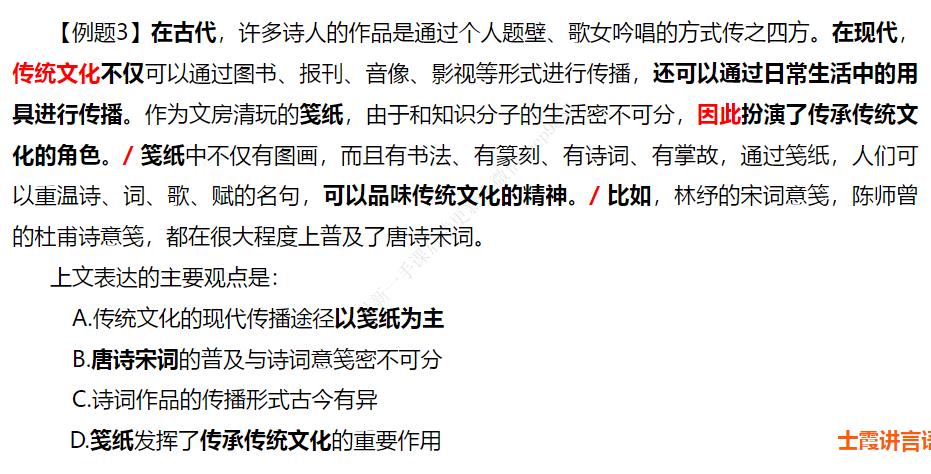 【例题3】在古代，许多诗人的作品是通过个人题壁、歌女吟唱的方式传之四方。在现代，
传统文化不仅可以通过图书、报刊、音像、影视等形式进行传播，还可以通过日常生活中的用
具进行传播。作为文房清玩的笺纸，由于和知识分子的生活密不可分，因此扮演了传承传统文
化的角色。/ 笺纸中不仅有图画，而且有书法、有篆刻、有诗词、有掌故，通过笺纸，人们可
以重温诗、词、歌、赋的名句，可以品味传统文化的精神。/ 比如，林纾的宋词意笺，陈师曾
的杜甫诗意笺，都在很大程度上普及了唐诗宋词。
上文表达的主要观点是：
A.传统文化的现代传播途径以笺纸为主
B.唐诗宋词的普及与诗词意笺密不可分
C.诗词作品的传播形式古今有异
D.笺纸发挥了传承传统文化的重要作用
士霞讲言语